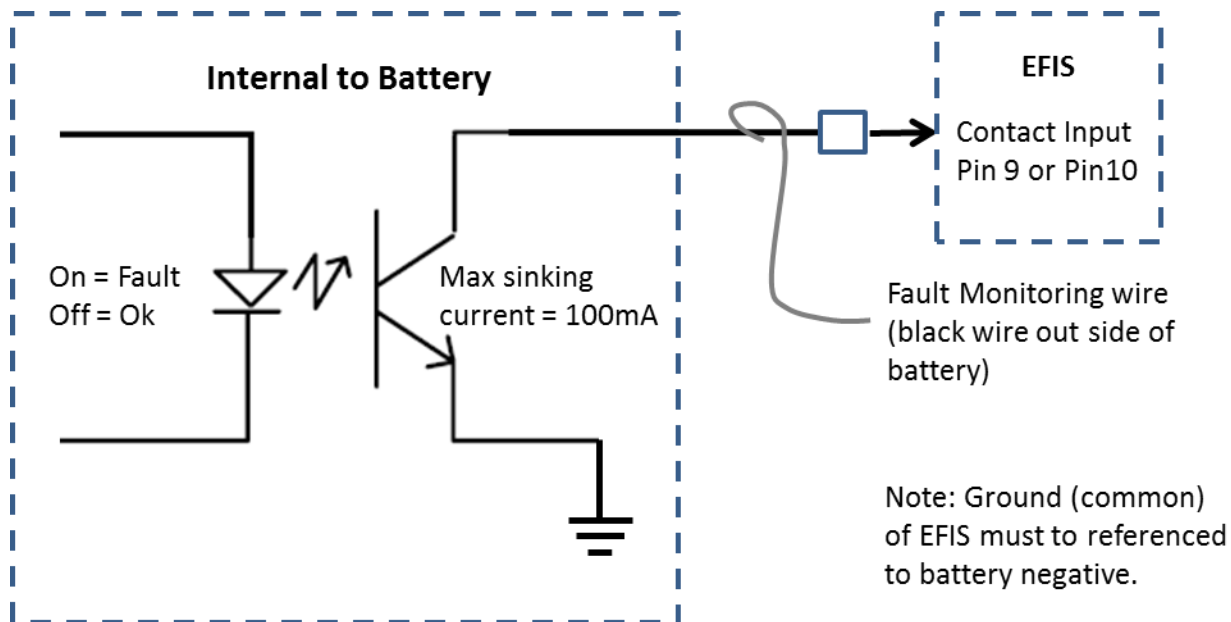 Internal to Battery
On = Fault
Off = Ok
Max sinking
current = 100mA
EFIS
Contact Input
Pin 9 or Pin10
Fault Monitoring wire
(black wire out side of
battery)
Note: Ground (common)
of EFIS must to referenced
to battery negative.